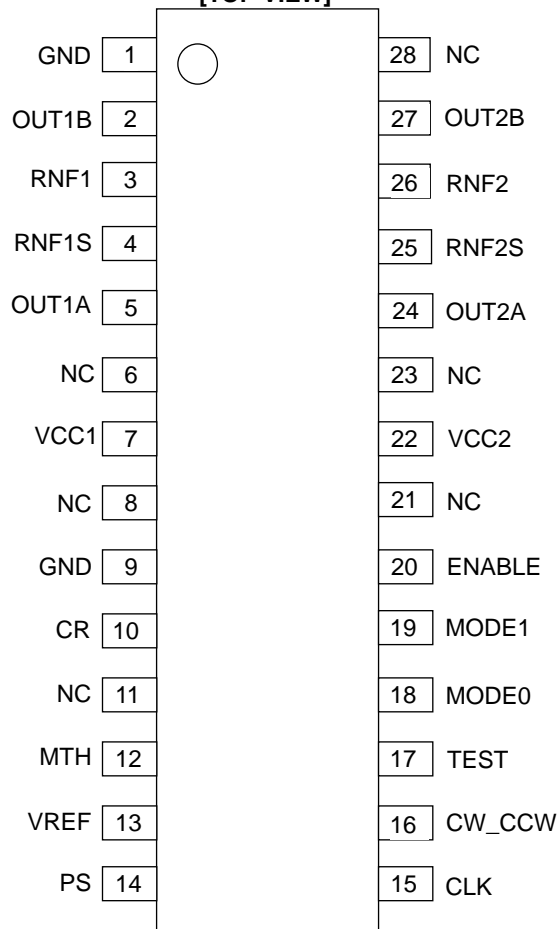 [TOP VIEW]
GND 1 28 NC
OUT1B 2 27 OUT2B
RNF1 3 26 RNF2
RNF1S 4 25 RNF2S
OUT1A 5 24 OUT2A
NC 6 23 NC
VCC1 7 22 VCC2
NC 8 21 NC
GND 9 20 ENABLE
CR 10 19 MODE1
NC 11 18 MODE0
MTH 12 17 TEST
VREF 13 16 CW_CCW
PS 14 15 CLK